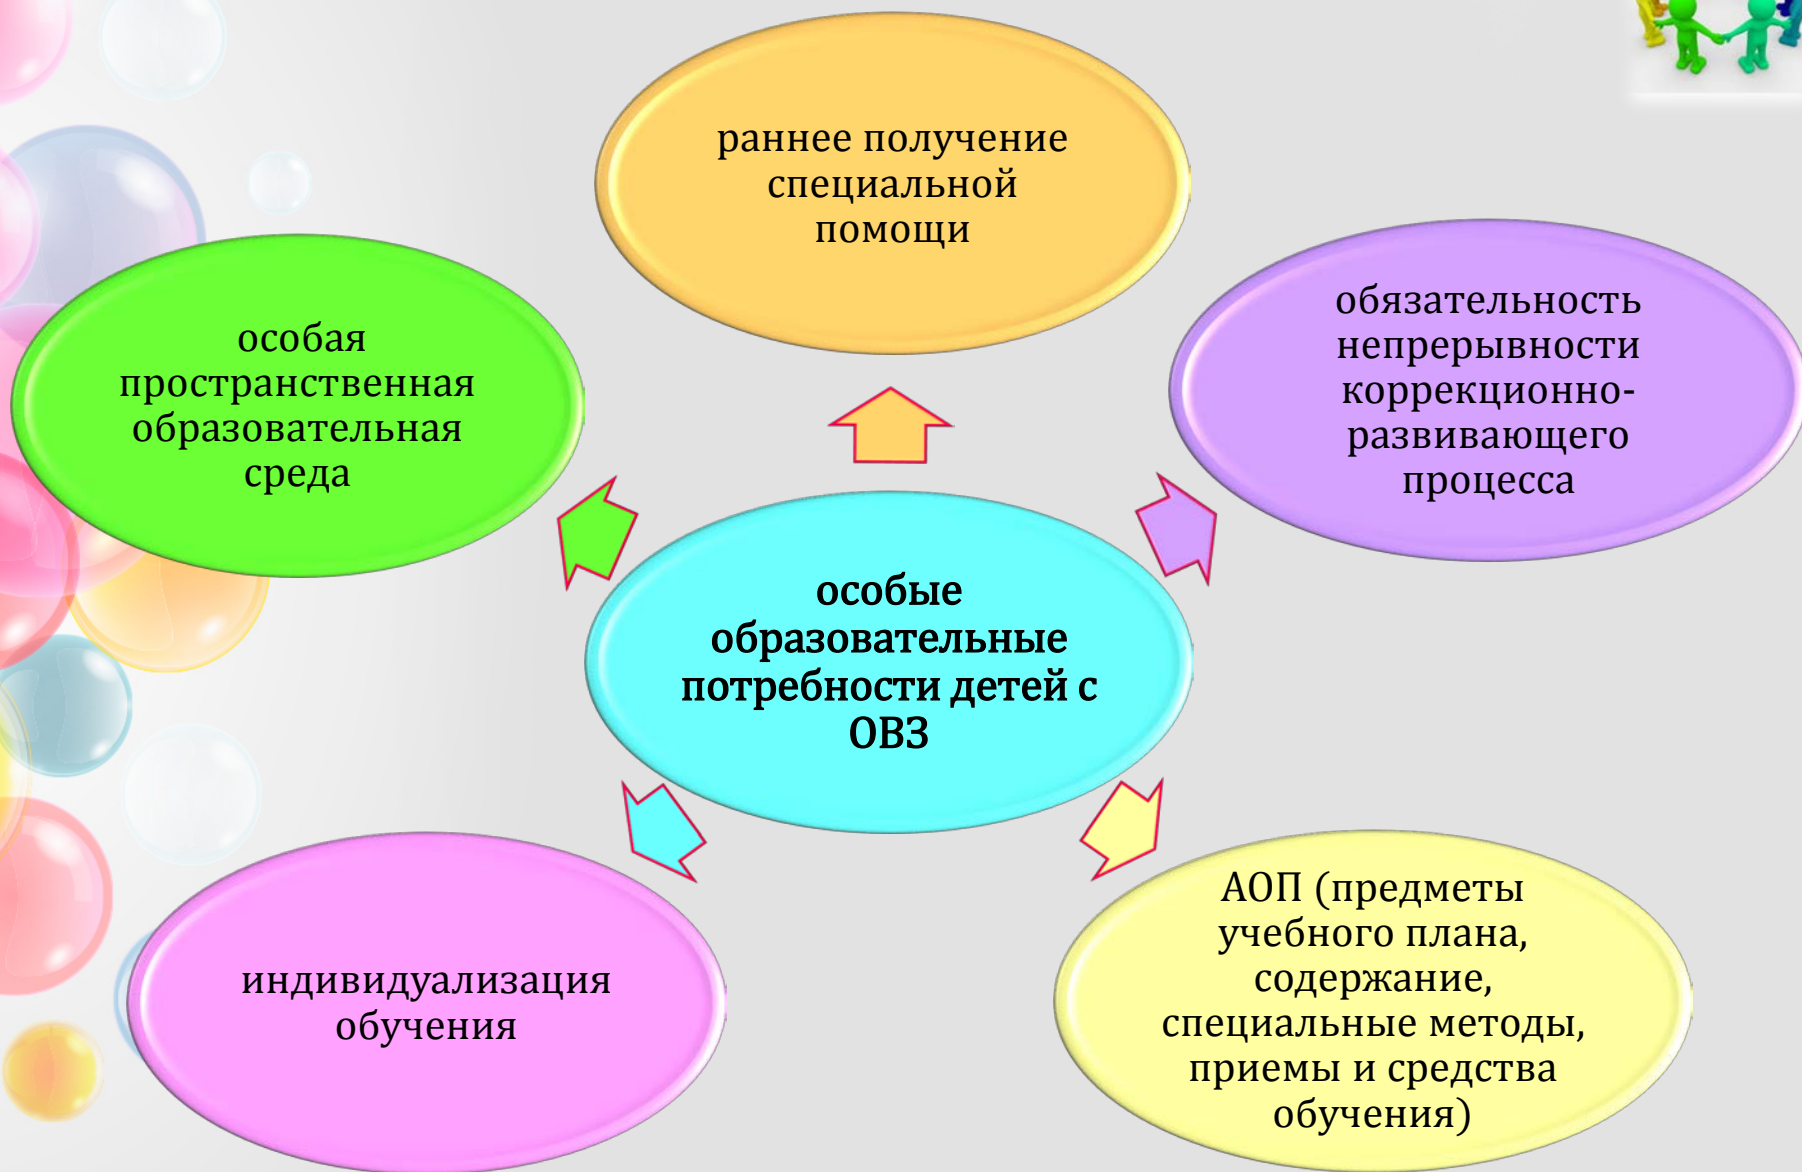 раннее получение
специальной
помощи
особая
пространственная
образовательная
среда
обязательность
непрерывности
коррекционно-
развивающего
процесса
особые
образовательные
потребности детей с
ОВЗ
индивидуализация
обучения
АОП (предметы
учебного плана,
содержание,
специальные методы,
приемы и средства
обучения)